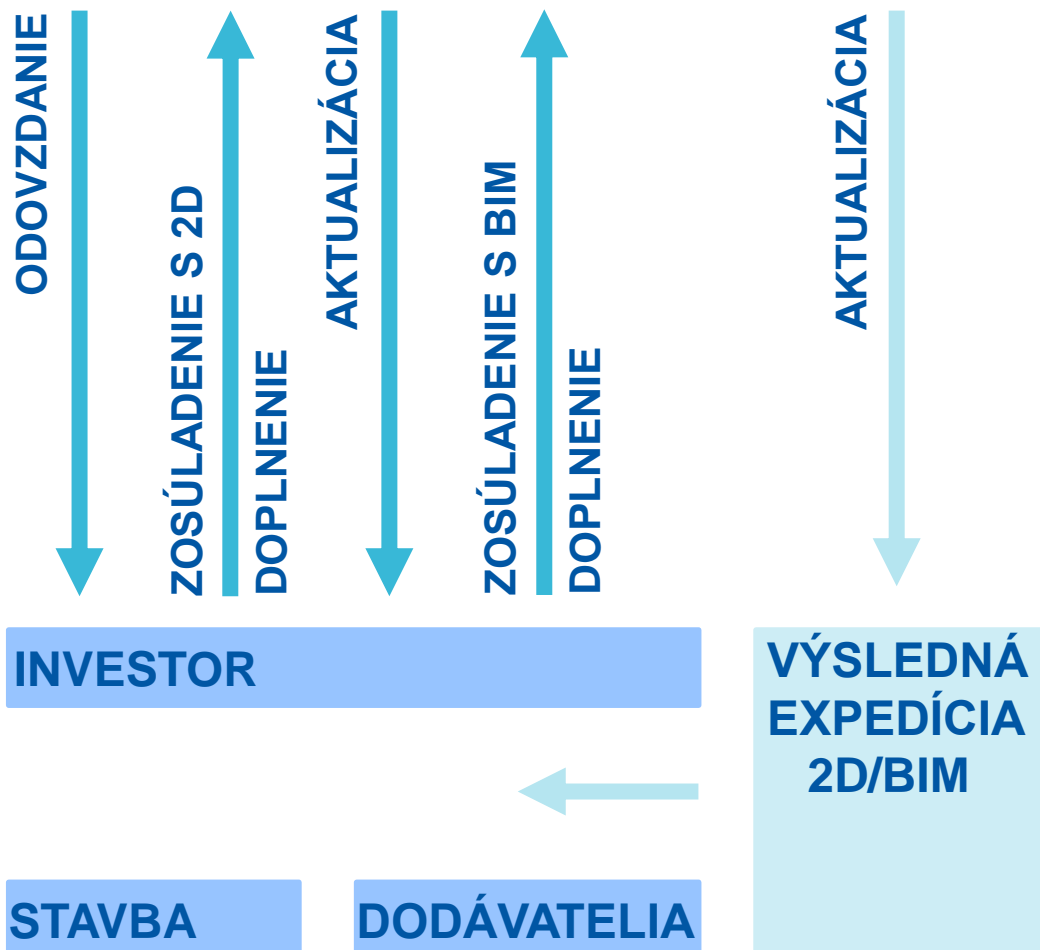 ODOVZDANIE
ZOSÚLADENIE S 2D
DOPLNENIE
AKTUALIZÁCIA
ZOSÚLADENIE S BIM
DOPLNENIE
AKTUALIZÁCIA
INVESTOR
VÝSLEDNÁ
EXPEDÍCIA
2D/BIM
STAVBA
DODÁVATELIA